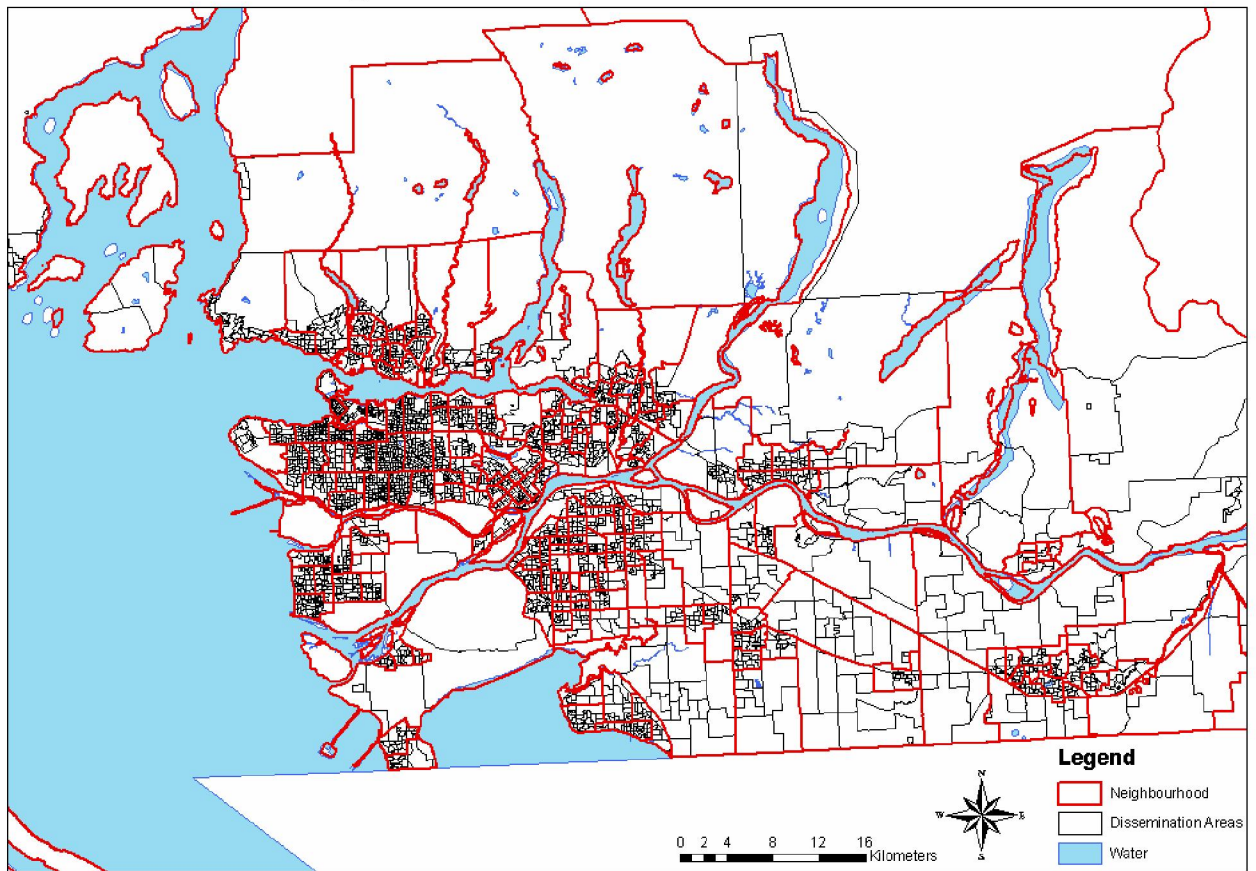 Legend
Neighbourhood
Dissemination Areas
Water
N
W
E
S
0 2 4 8 12 16
Kilometers